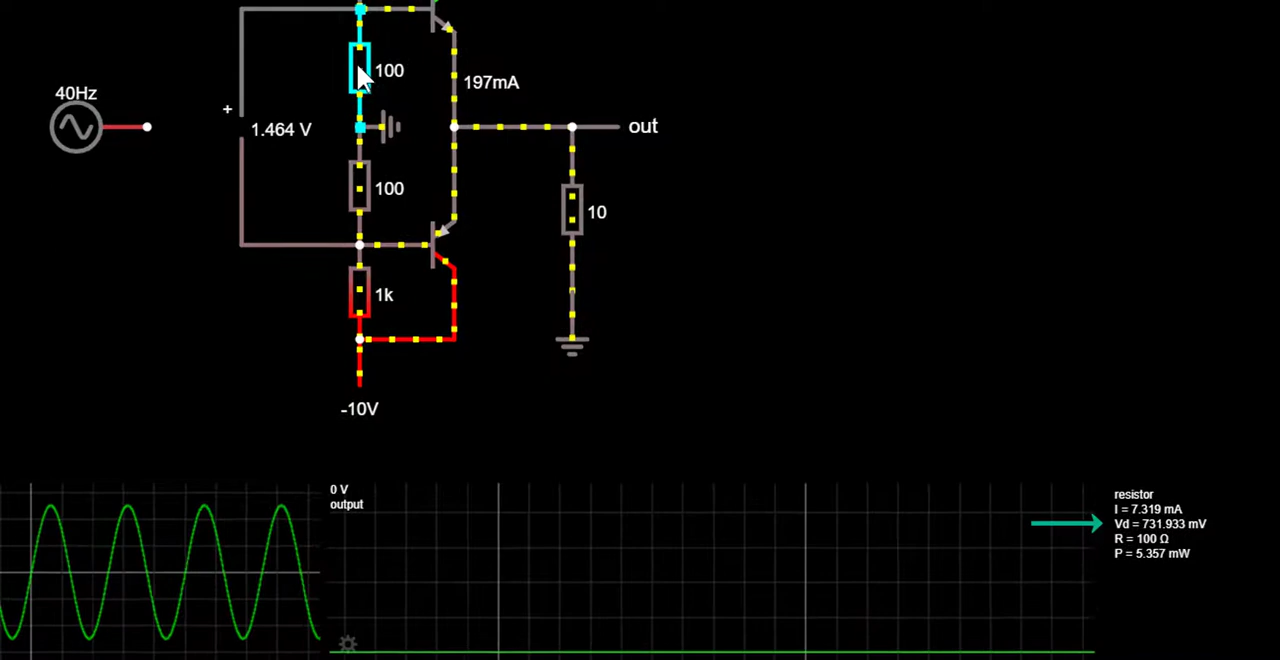 100
197mA
40Hz
+
1.464 V
out
100
10
1k
-10V
0 V
output
resistor
I = 7.319 mA
Vd = 731.933 mV
R = 100 Ω
P = 5.357 mW